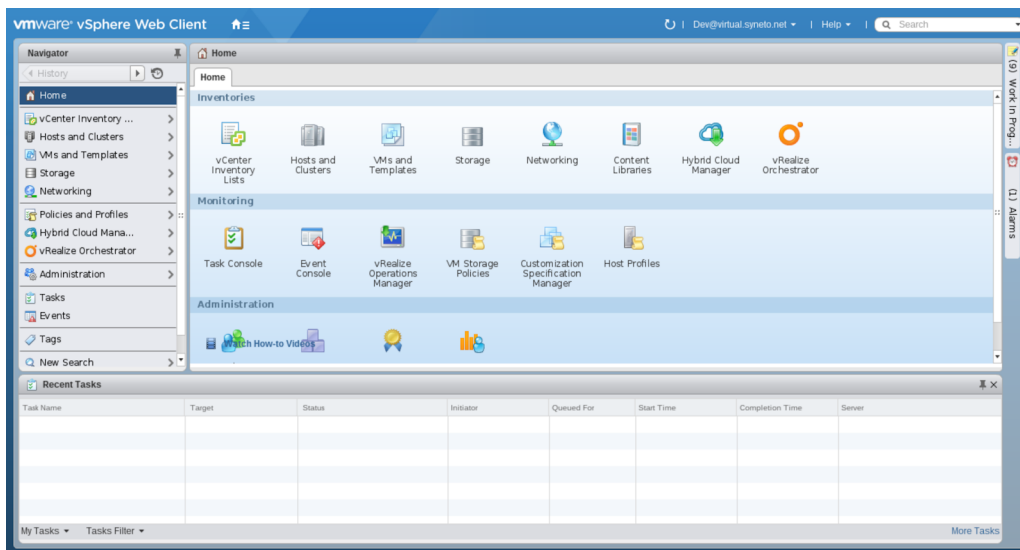 vmware® vSphere Web Client
Dev@virtual.syneto.net
Help
Search
Navigator
History
Home
vCenter Inventory ...
Hosts and Clusters
VMs and Templates
Storage
Networking
Policies and Profiles
Hybrid Cloud Mana...
vRealize Orchestrator
Administration
Tasks
Events
Tags
New Search
Home
Home
Inventories
vCenter
Inventory
Lists
Hosts and
Clusters
VMs and
Templates
Storage
Networking
Content
Libraries
Hybrid Cloud
Manager
vRealize
Orchestrator
Monitoring
Task Console
Event
Console
vRealize
Operations
Manager
VM Storage
Policies
Customization
Specification
Manager
Host Profiles
Administration
Watch How-to Videos
(9) Work In Prog...
(1) Alarms
Recent Tasks
Task Name Target Status Initiator Queued For Start Time Completion Time Server
My Tasks Tasks Filter More Tasks